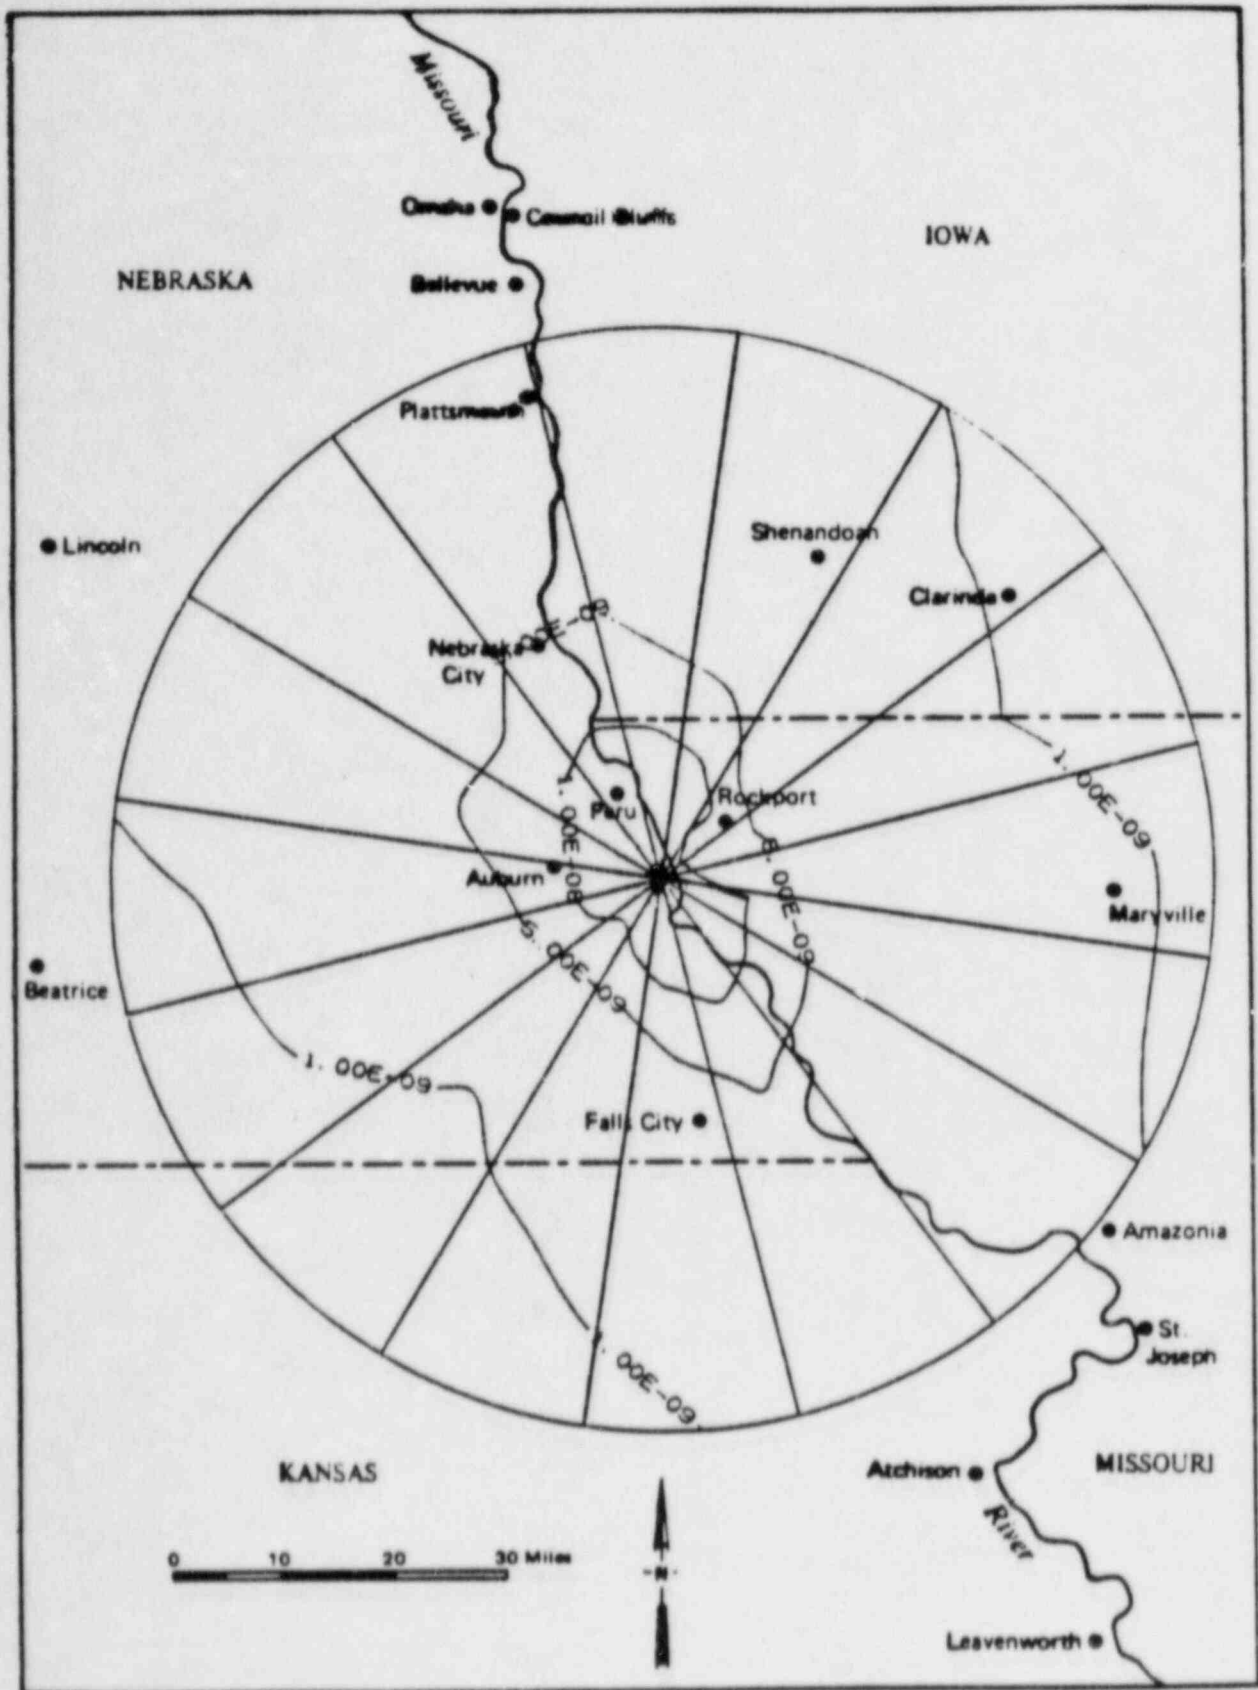 Missouri
Omaha
Council Bluffs
IOWA
NEBRASKA
Bellevue
Plattsmouth
Shenandoah
Lincoln
Clarinda
Nebraska
City
1.00E-09
Peru
Rockport
1.00E-08
5.00E-09
Auburn
Maryville
5.00E-09
Beatrice
1.00E-09
Falls City
Amazonia
St.
Joseph
1.00E-09
KANSAS
Atchison
MISSOURI
River
0 10 20 30 Miles
-N-
Leavenworth